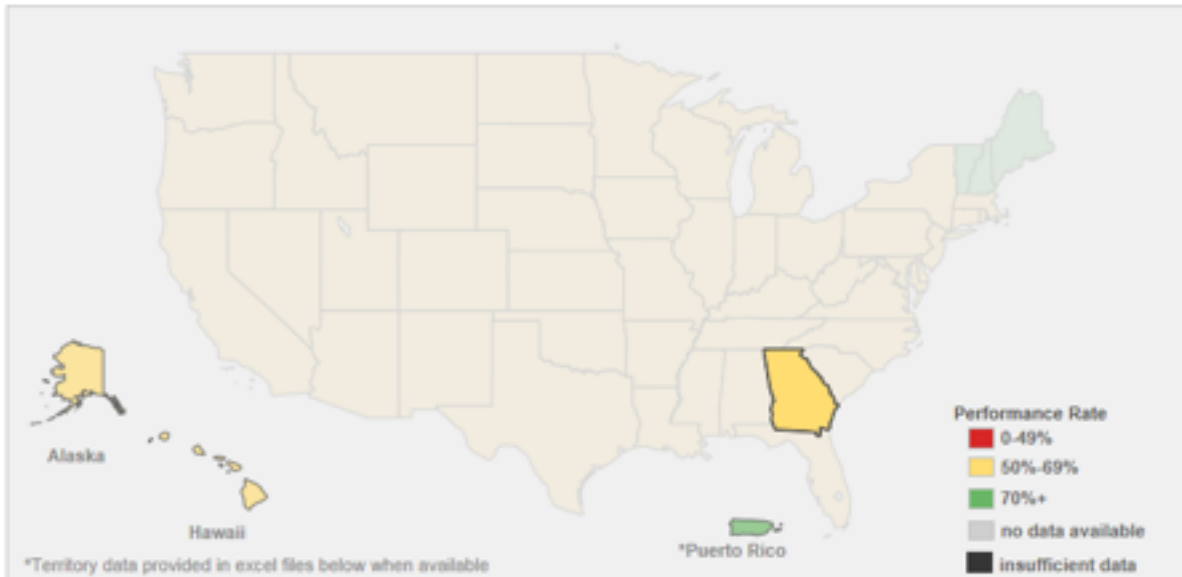 Alaska
Hawaii
*Puerto Rico
Performance Rate
0-49%
50%-69%
70%+
no data available
insufficient data
*Territory data provided in excel files below when available